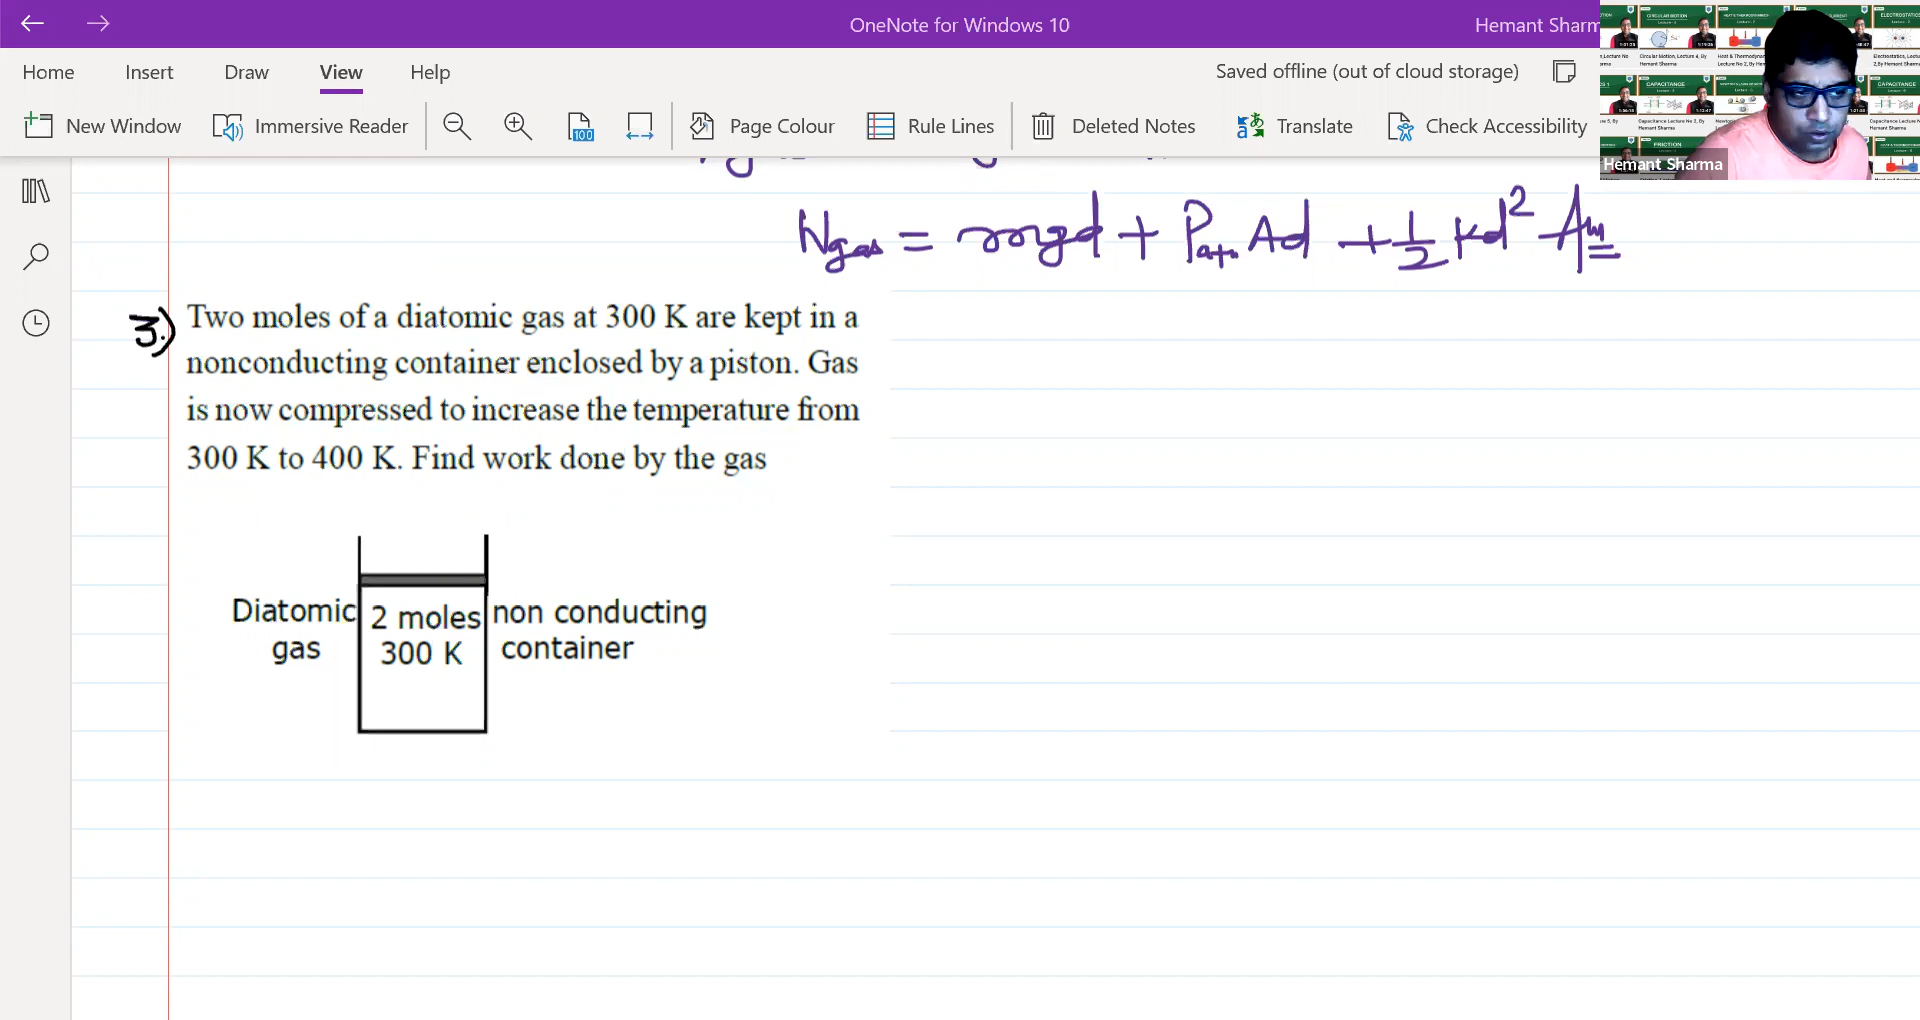 OneNote for Windows 10
Hemant Sharm
Home Insert Draw View Help
Saved offline (out of cloud storage)
New Window Immersive Reader 100 Page Colour Rule Lines Deleted Notes Translate Check Accessibility
Hemant Sharma
Wgas = mgd + Patm Ad + 1/2 Kd² Ans
3.) Two moles of a diatomic gas at 300 K are kept in a
nonconducting container enclosed by a piston. Gas
is now compressed to increase the temperature from
300 K to 400 K. Find work done by the gas
Diatomic 2 moles non conducting
gas 300 K container